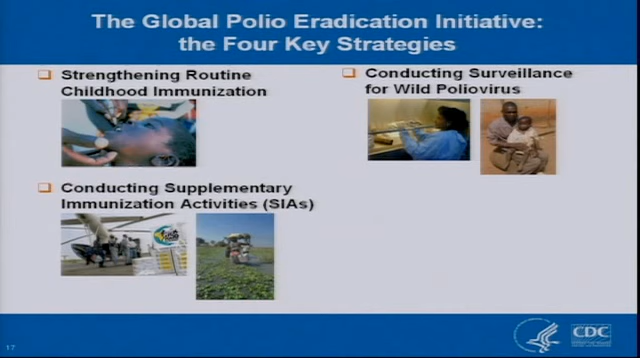 The Global Polio Eradication Initiative:
the Four Key Strategies
Strengthening Routine
Childhood Immunization
Conducting Supplementary
Immunization Activities (SIAs)
Conducting Surveillance
for Wild Poliovirus
17
CDC